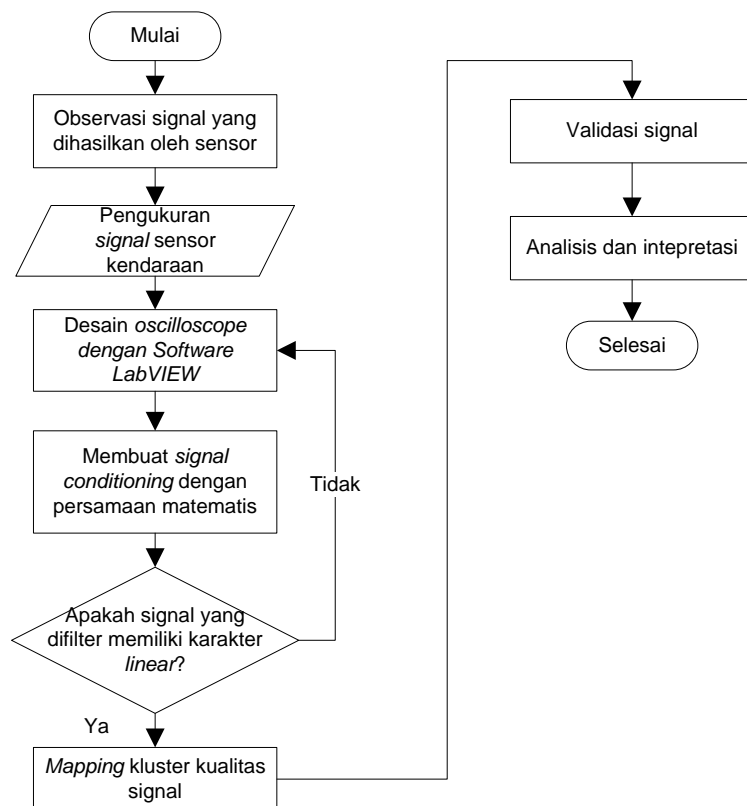 Mulai
Observasi signal yang
dihasilkan oleh sensor
Pengukuran
signal sensor
kendaraan
Desain oscilloscope
dengan Software
LabVIEW
Membuat signal
conditioning dengan
persamaan matematis
Tidak
Apakah signal yang
difilter memiliki karakter
linear?
Ya
Mapping kluster kualitas
signal
Validasi signal
Analisis dan intepretasi
Selesai